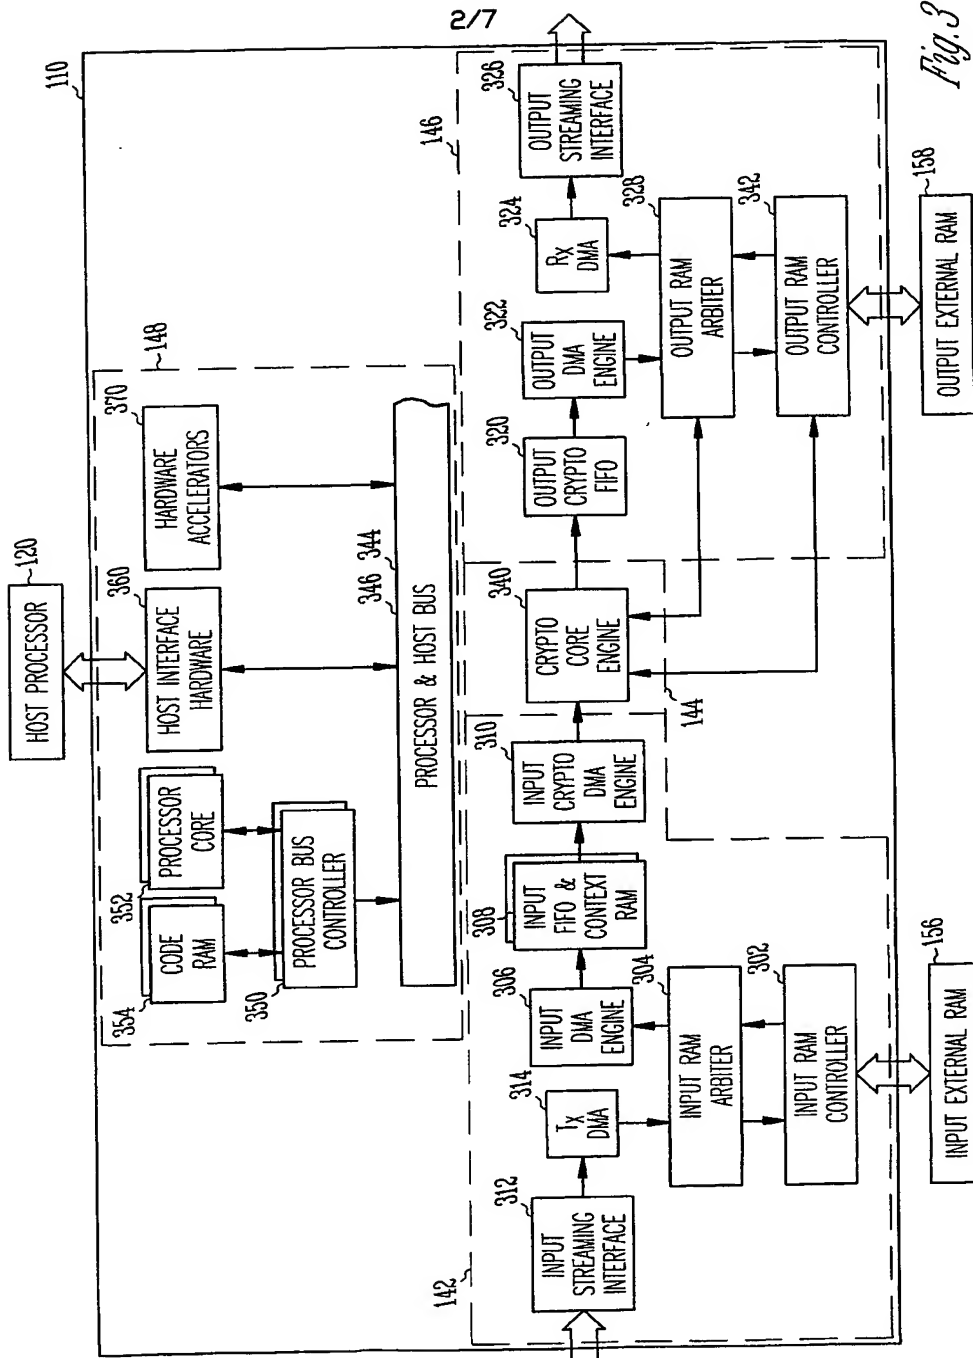 2/7
110
HOST PROCESSOR
120
148
354
CODE
RAM
352
PROCESSOR
CORE
350
PROCESSOR BUS
CONTROLLER
360
HOST INTERFACE
HARDWARE
370
HARDWARE
ACCELERATORS
346
344
PROCESSOR & HOST BUS
142
312
INPUT
STREAMING
INTERFACE
314
TX
DMA
306
INPUT
DMA
ENGINE
308
INPUT
FIFO &
CONTEXT
RAM
310
INPUT
CRYPTO
DMA
ENGINE
304
INPUT RAM
ARBITER
302
INPUT RAM
CONTROLLER
156
INPUT EXTERNAL RAM
144
340
CRYPTO
CORE
ENGINE
146
320
OUTPUT
CRYPTO
FIFO
322
OUTPUT
DMA
ENGINE
324
RX
DMA
326
OUTPUT
STREAMING
INTERFACE
328
OUTPUT RAM
ARBITER
342
OUTPUT RAM
CONTROLLER
158
OUTPUT EXTERNAL RAM
Fig.3